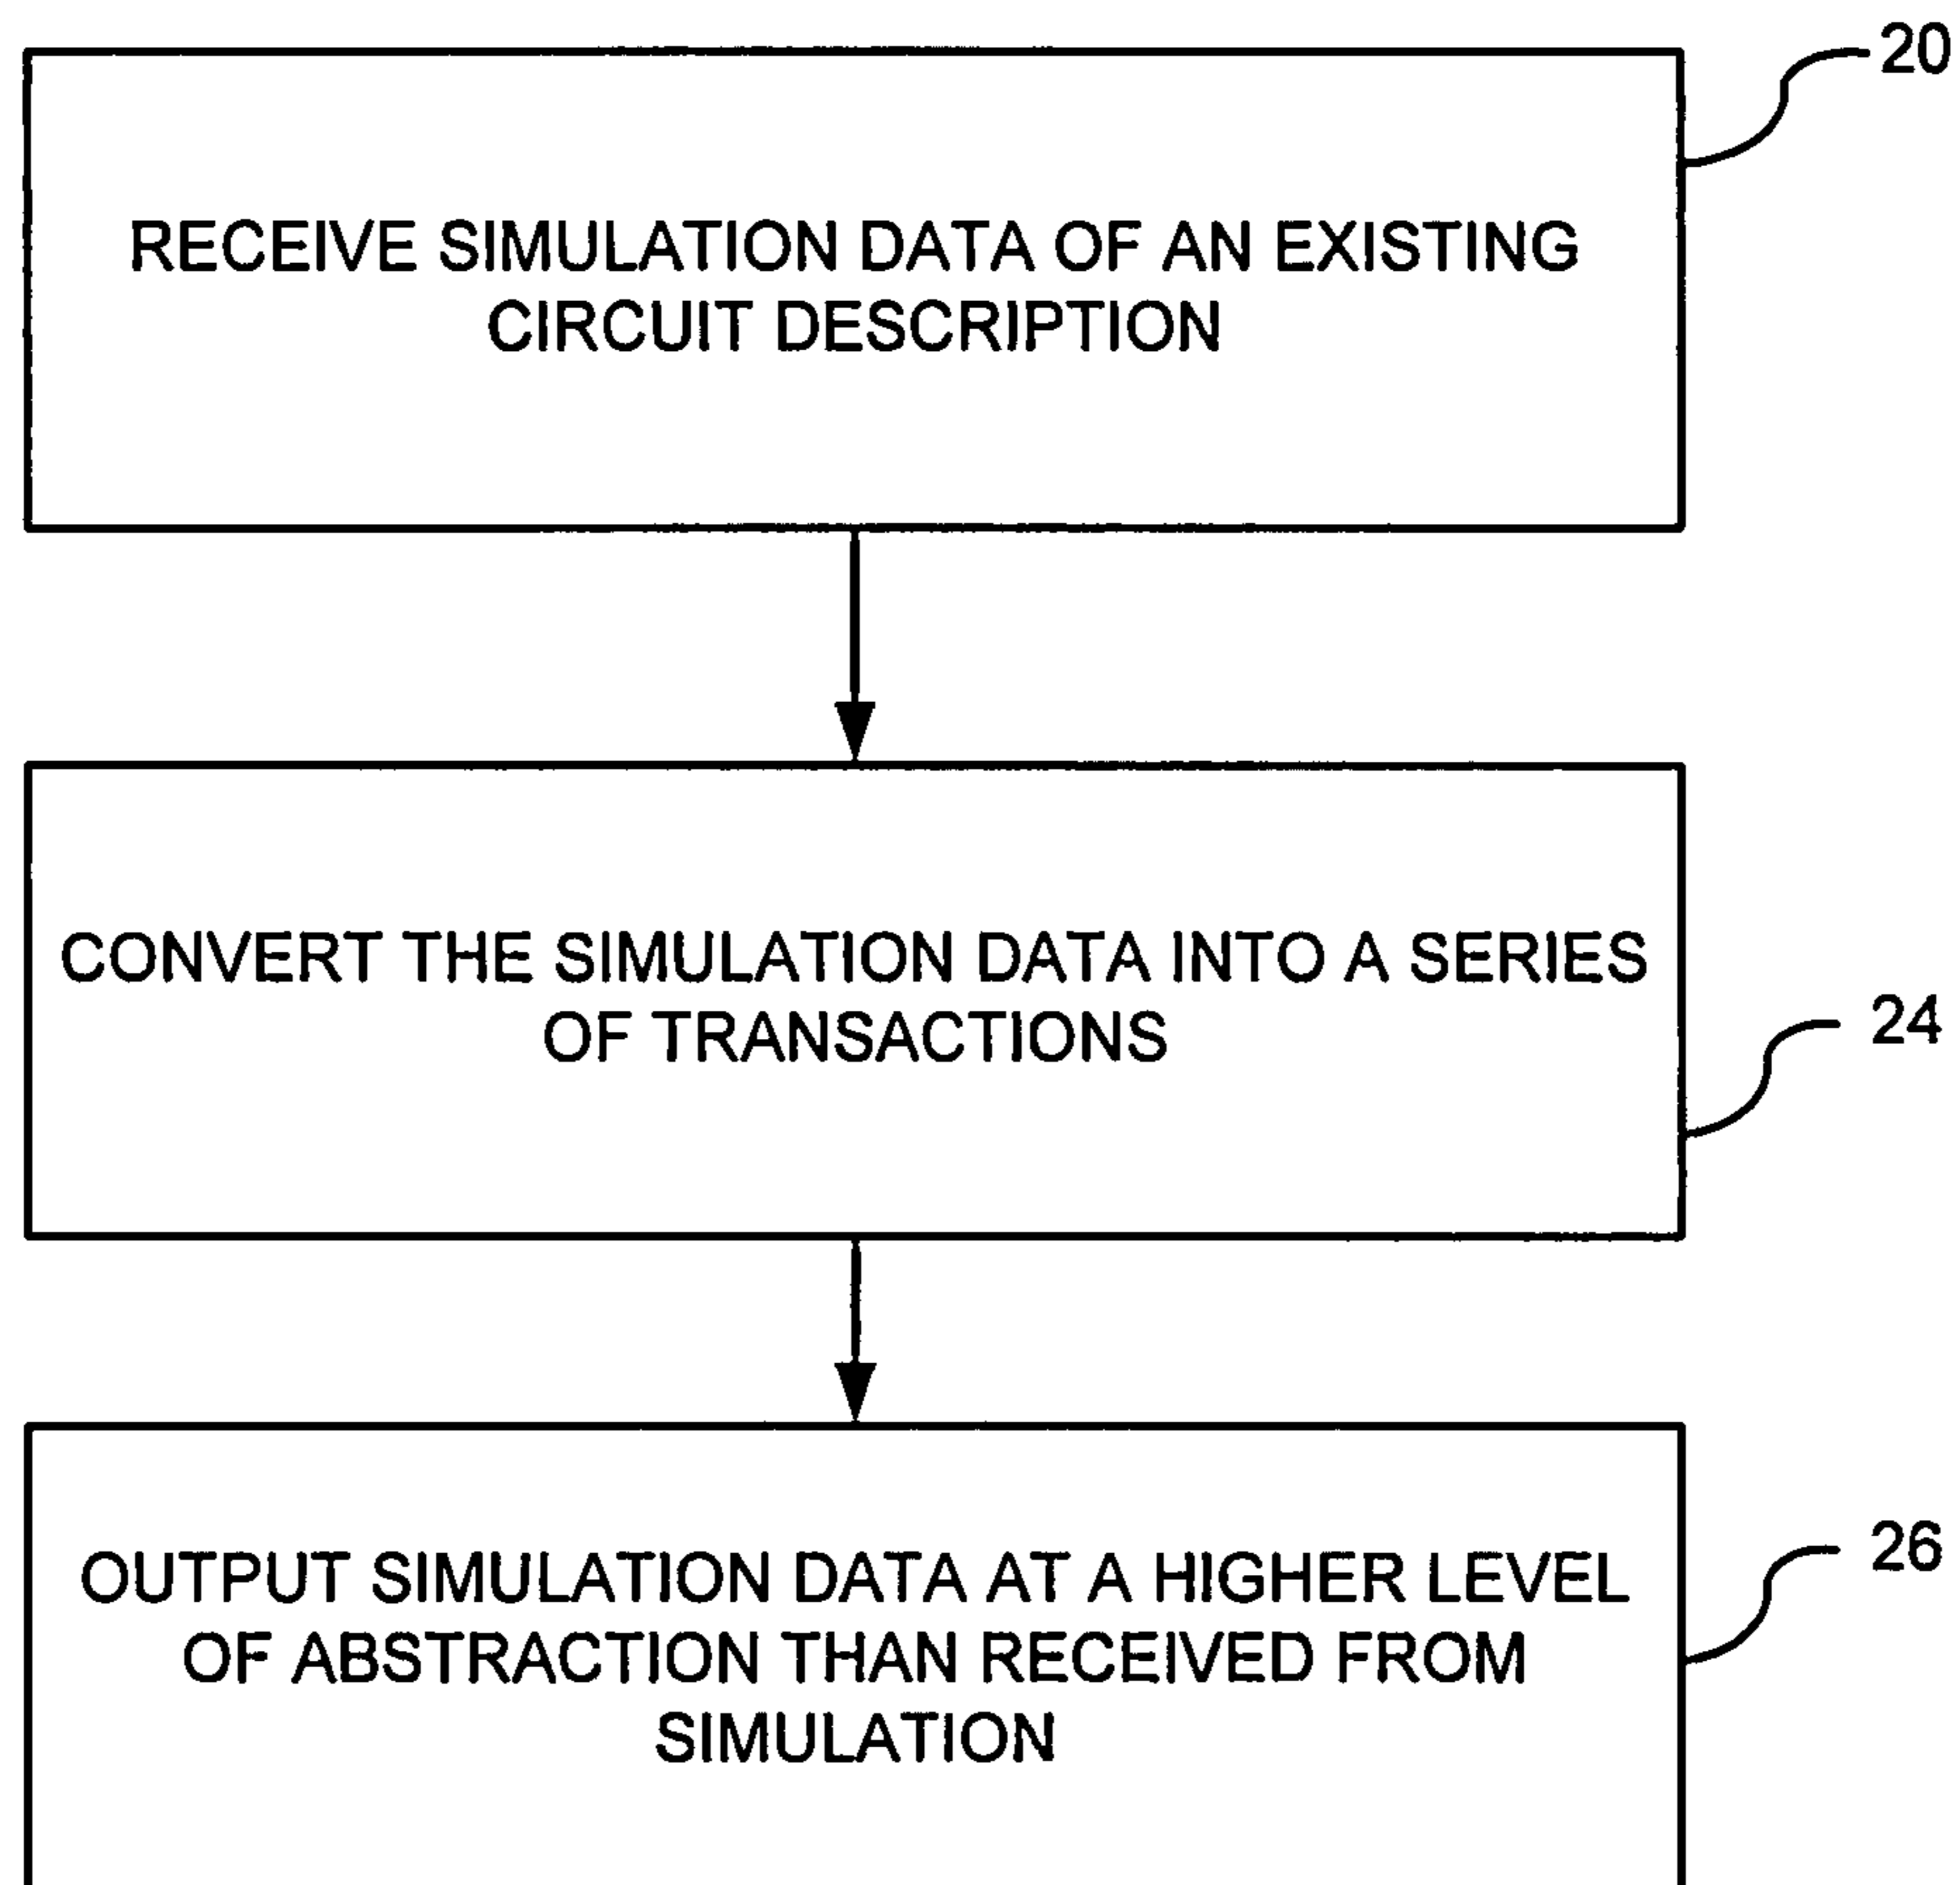 20
RECEIVE SIMULATION DATA OF AN EXISTING
CIRCUIT DESCRIPTION
CONVERT THE SIMULATION DATA INTO A SERIES
OF TRANSACTIONS
24
OUTPUT SIMULATION DATA AT A HIGHER LEVEL
OF ABSTRACTION THAN RECEIVED FROM
SIMULATION
26